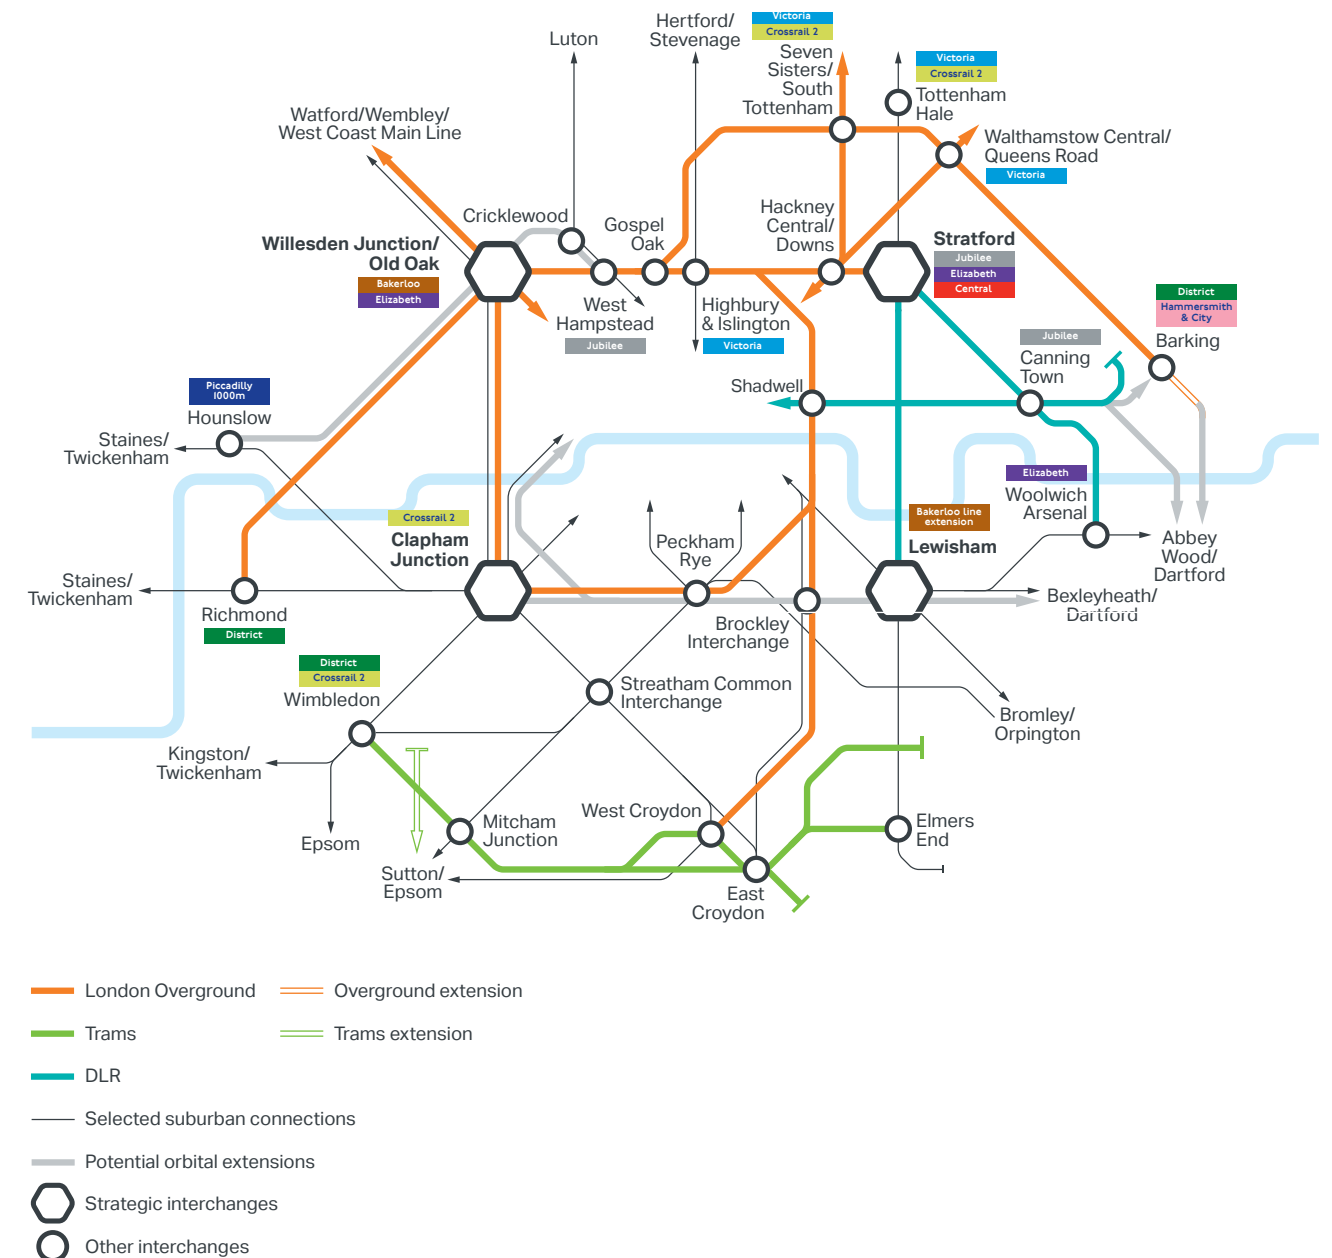 Luton
Hertford/
Stevenage
Victoria
Crossrail 2
Seven
Sisters/
South
Tottenham
Victoria
Crossrail 2
Tottenham
Hale
Watford/Wembley/
West Coast Main Line
Walthamstow Central/
Queens Road
Victoria
Cricklewood
Gospel
Oak
Hackney
Central/
Downs
Willesden Junction/
Old Oak
Bakerloo
Elizabeth
Stratford
Jubilee
Elizabeth
Central
West
Hampstead
Jubilee
Highbury
& Islington
Victoria
District
Hammersmith
& City
Barking
Jubilee
Canning
Town
Shadwell
Piccadilly
1000m
Hounslow
Staines/
Twickenham
Elizabeth
Woolwich
Arsenal
Crossrail 2
Clapham
Junction
Bakerloo line
extension
Lewisham
Peckham
Rye
Abbey
Wood/
Dartford
Staines/
Twickenham
Richmond
District
Brockley
Interchange
Bexleyheath/
Dartford
District
Crossrail 2
Wimbledon
Streatham Common
Interchange
Bromley/
Orpington
Kingston/
Twickenham
Epsom
Mitcham
Junction
West Croydon
Elmers
End
Sutton/
Epsom
East
Croydon
London Overground
Overground extension
Trams
Trams extension
DLR
Selected suburban connections
Potential orbital extensions
Strategic interchanges
Other interchanges